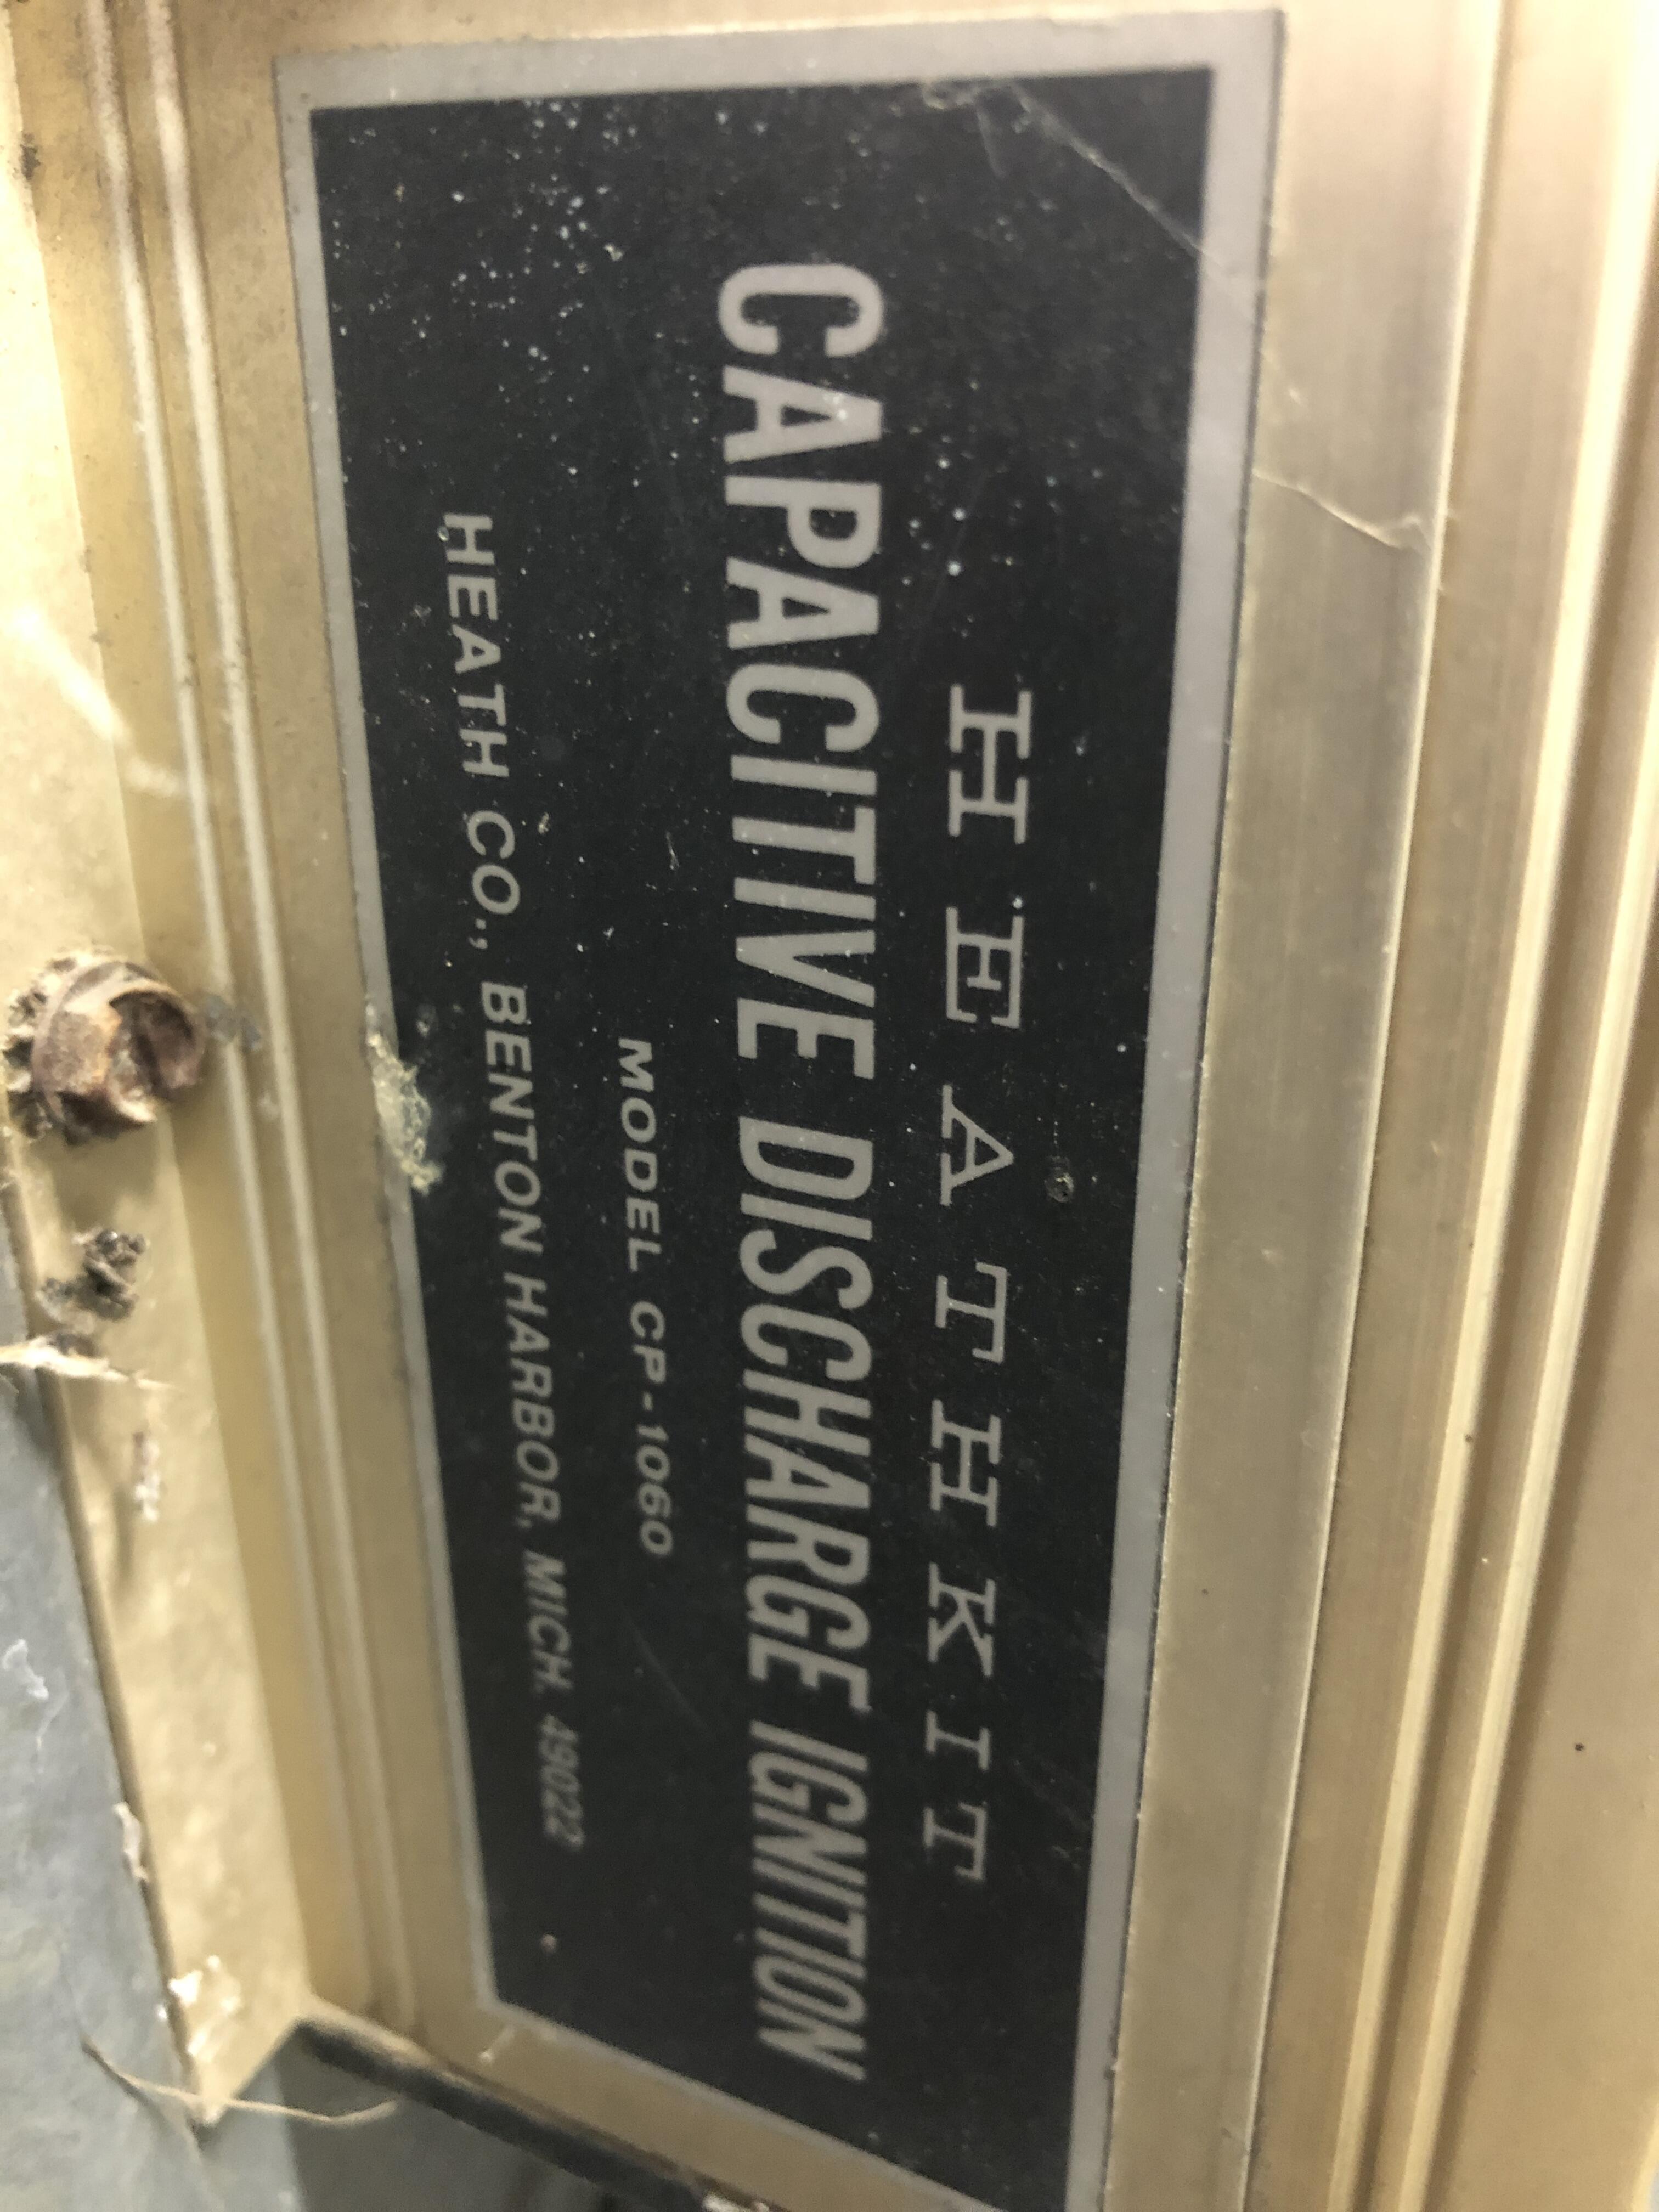 HEATHKIT
CAPACITIVE DISCHARGE IGNITION
MODEL CP-1060
HEATH CO., BENTON HARBOR, MICH. 49022